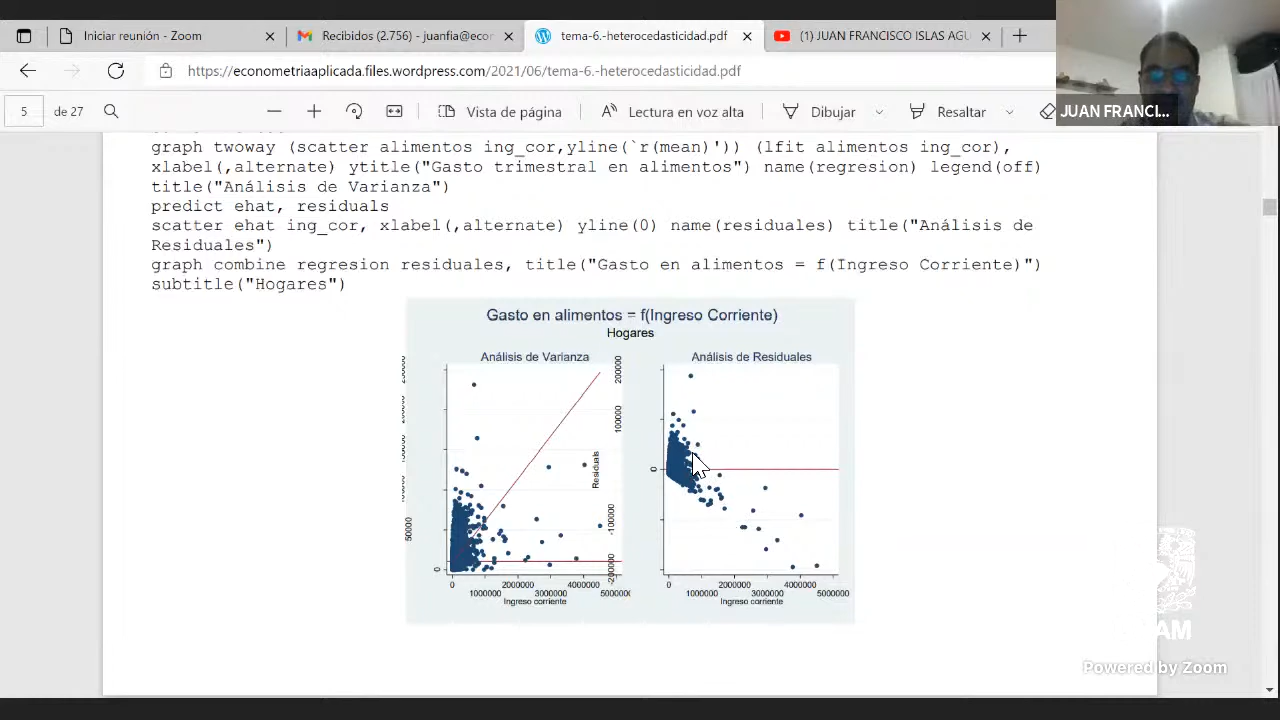 Iniciar reunión - Zoom
Recibidos (2.756) - juanfia@econ
tema-6.-heterocedasticidad.pdf
(1) JUAN FRANCISCO ISLAS AGU
https://econometriaaplicada.files.wordpress.com/2021/06/tema-6.-heterocedasticidad.pdf
JUAN FRANCI...
5 de 27
Vista de página
Lectura en voz alta
Dibujar
Resaltar
graph twoway (scatter alimentos ing_cor,yline(`r(mean)')) (lfit alimentos ing_cor),
xlabel(,alternate) ytitle("Gasto trimestral en alimentos") name(regresion) legend(off)
title("Análisis de Varianza")
predict ehat, residuals
scatter ehat ing_cor, xlabel(,alternate) yline(0) name(residuales) title("Análisis de
Residuales")
graph combine regresion residuales, title("Gasto en alimentos = f(Ingreso Corriente)")
subtitle("Hogares")
Gasto en alimentos = f(Ingreso Corriente)
Hogares
Análisis de Varianza
50000
0
0 2000000 4000000
1000000 3000000 5000000
Ingreso corriente
Análisis de Residuales
Residuals
200000
100000
0
-100000
-200000
0 2000000 4000000
1000000 3000000 5000000
Ingreso corriente
Powered by Zoom